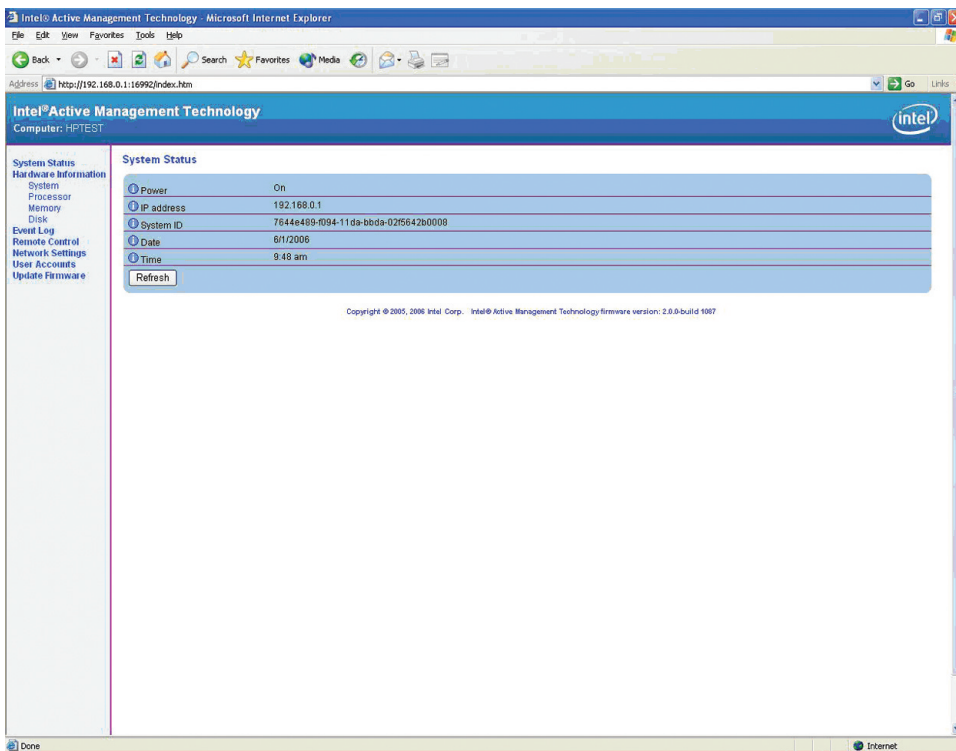 Intel® Active Management Technology - Microsoft Internet Explorer
File Edit View Favorites Tools Help
Back Search Favorites Media
Address http://192.168.0.1:16992/index.htm Go Links
Intel® Active Management Technology
Computer: HPTEST
intel
System Status
Hardware Information
System
Processor
Memory
Disk
Event Log
Remote Control
Network Settings
User Accounts
Update Firmware
System Status
Power On
IP address 192.168.0.1
System ID 7644e489-f094-11da-bbda-02f5642b0008
Date 6/1/2006
Time 9:48 am
Refresh
Copyright © 2005, 2006 Intel Corp. Intel® Active Management Technology firmware version: 2.0.0-build 1087
Done Internet